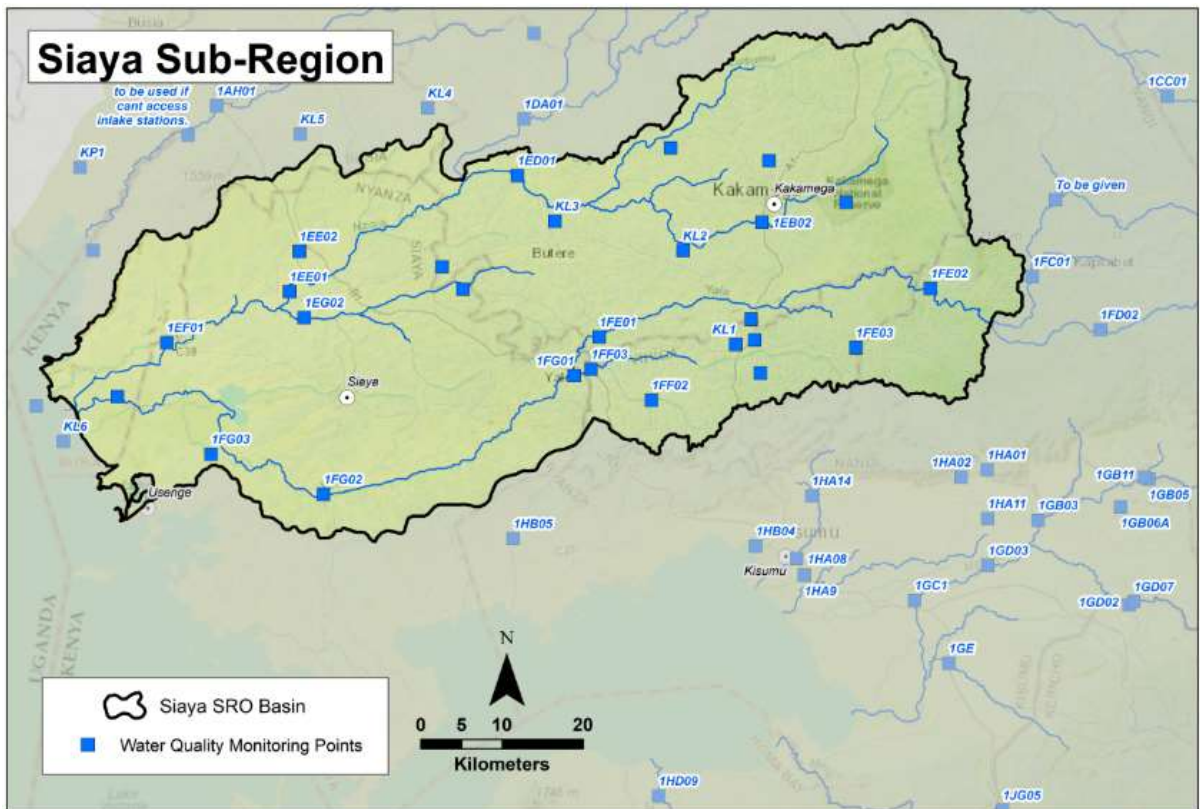 Siaya Sub-Region
to be used if
cant access
inlake stations.
1AH01
KL4
1DA01
1CC01
KL5
KP1
1ED01
NYANZA
Kakamega
To be given
KL3
1EB02
SIAYA
1EE02
Butere
KL2
1FC01
1EE01
1FE02
KENYA
1EG02
1FD02
1EF01
1FE01
KL1
1FE03
1FG01
1FF03
Siaya
1FF02
KL6
1FG03
NANDI
1HA02
1HA01
1FG02
1GB11
Usenge
1HA14
1GB05
1HA11
1GB03
1GB06A
1HB05
1HB04
1HA08
Kisumu
1GD03
1HA9
1GC1
1GD02
1GD07
UGANDA
KENYA
N
1GE
Siaya SRO Basin
Water Quality Monitoring Points
0 5 10 20
Kilometers
1HD09
1JG05